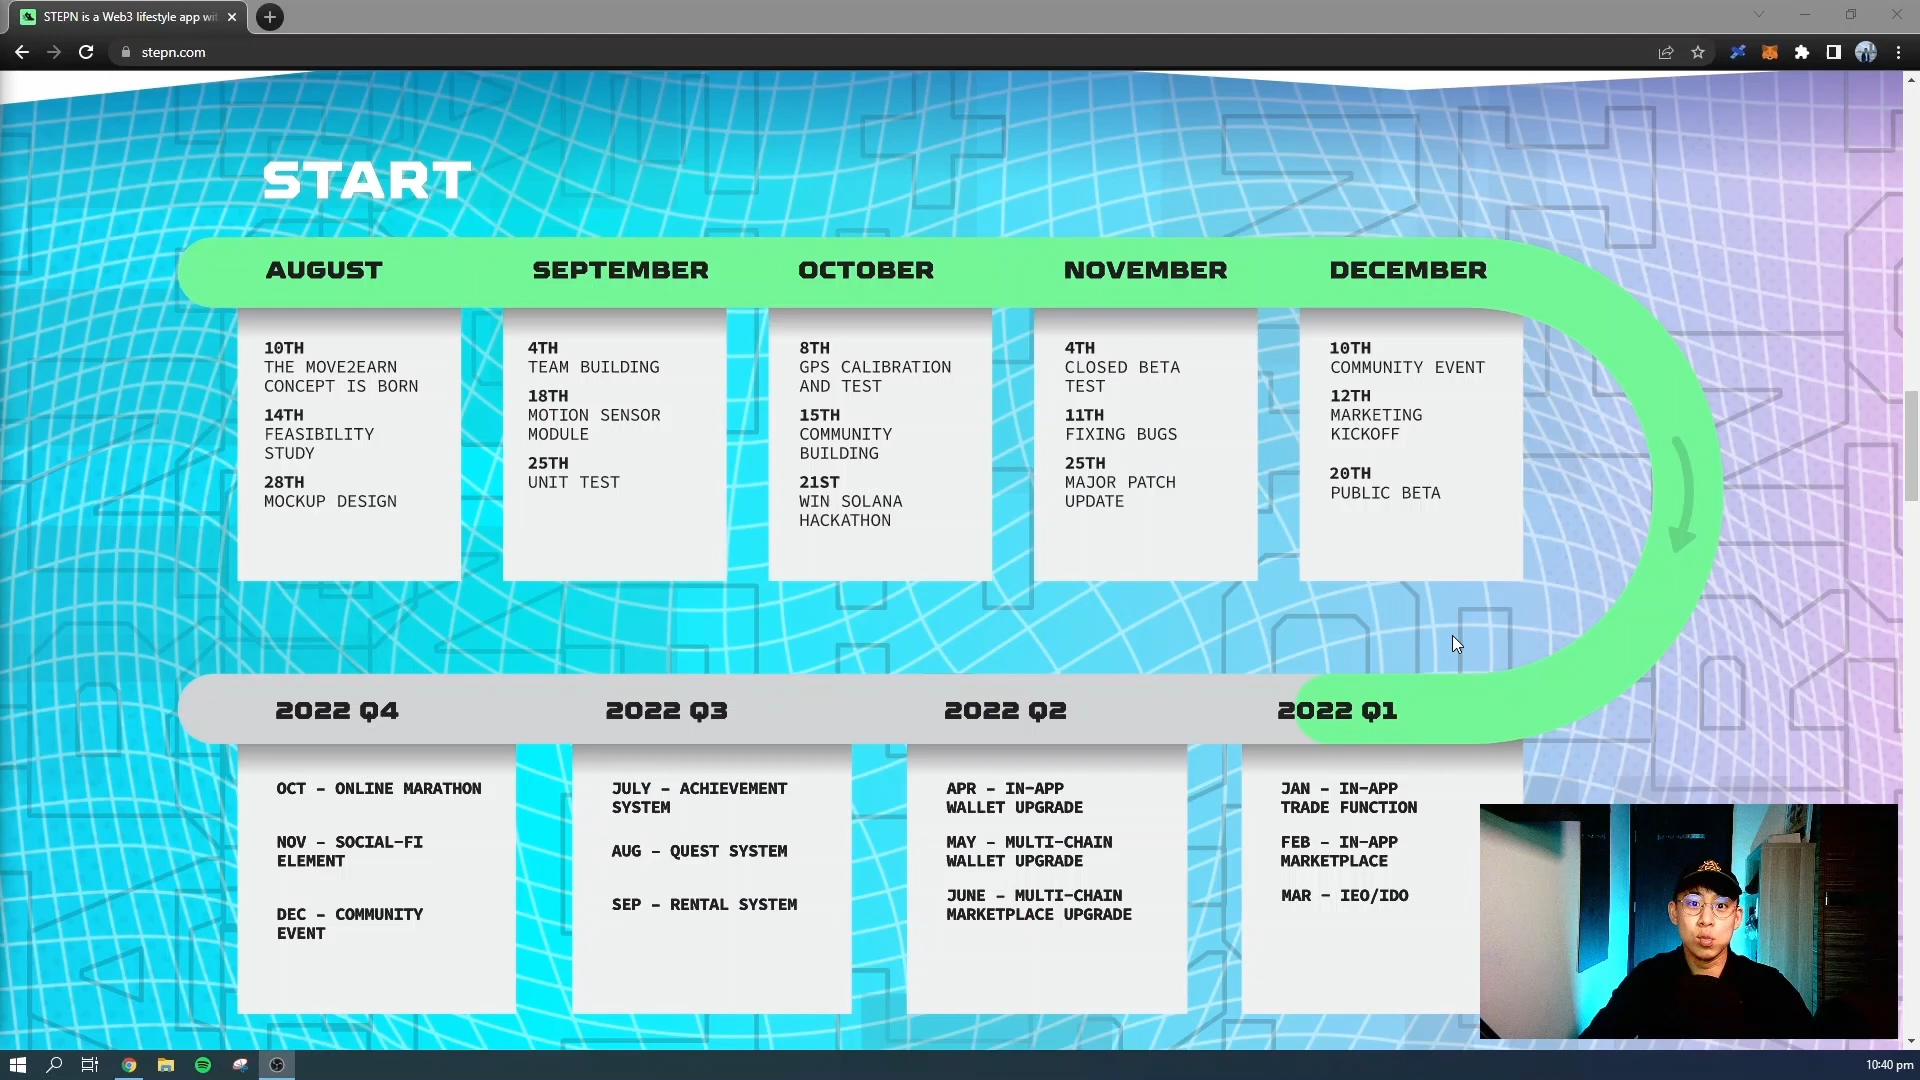 STEPN is a Web3 lifestyle app wit
stepn.com
START
AUGUST
SEPTEMBER
OCTOBER
NOVEMBER
DECEMBER
10TH
THE MOVE2EARN
CONCEPT IS BORN
14TH
FEASIBILITY
STUDY
28TH
MOCKUP DESIGN
4TH
TEAM BUILDING
18TH
MOTION SENSOR
MODULE
25TH
UNIT TEST
8TH
GPS CALIBRATION
AND TEST
15TH
COMMUNITY
BUILDING
21ST
WIN SOLANA
HACKATHON
4TH
CLOSED BETA
TEST
11TH
FIXING BUGS
25TH
MAJOR PATCH
UPDATE
10TH
COMMUNITY EVENT
12TH
MARKETING
KICKOFF
20TH
PUBLIC BETA
2022 Q4
2022 Q3
2022 Q2
2022 Q1
OCT - ONLINE MARATHON
NOV - SOCIAL-FI
ELEMENT
DEC - COMMUNITY
EVENT
JULY - ACHIEVEMENT
SYSTEM
AUG - QUEST SYSTEM
SEP - RENTAL SYSTEM
APR - IN-APP
WALLET UPGRADE
MAY - MULTI-CHAIN
WALLET UPGRADE
JUNE - MULTI-CHAIN
MARKETPLACE UPGRADE
JAN - IN-APP
TRADE FUNCTION
FEB - IN-APP
MARKETPLACE
MAR - IEO/IDO
10:40 pm